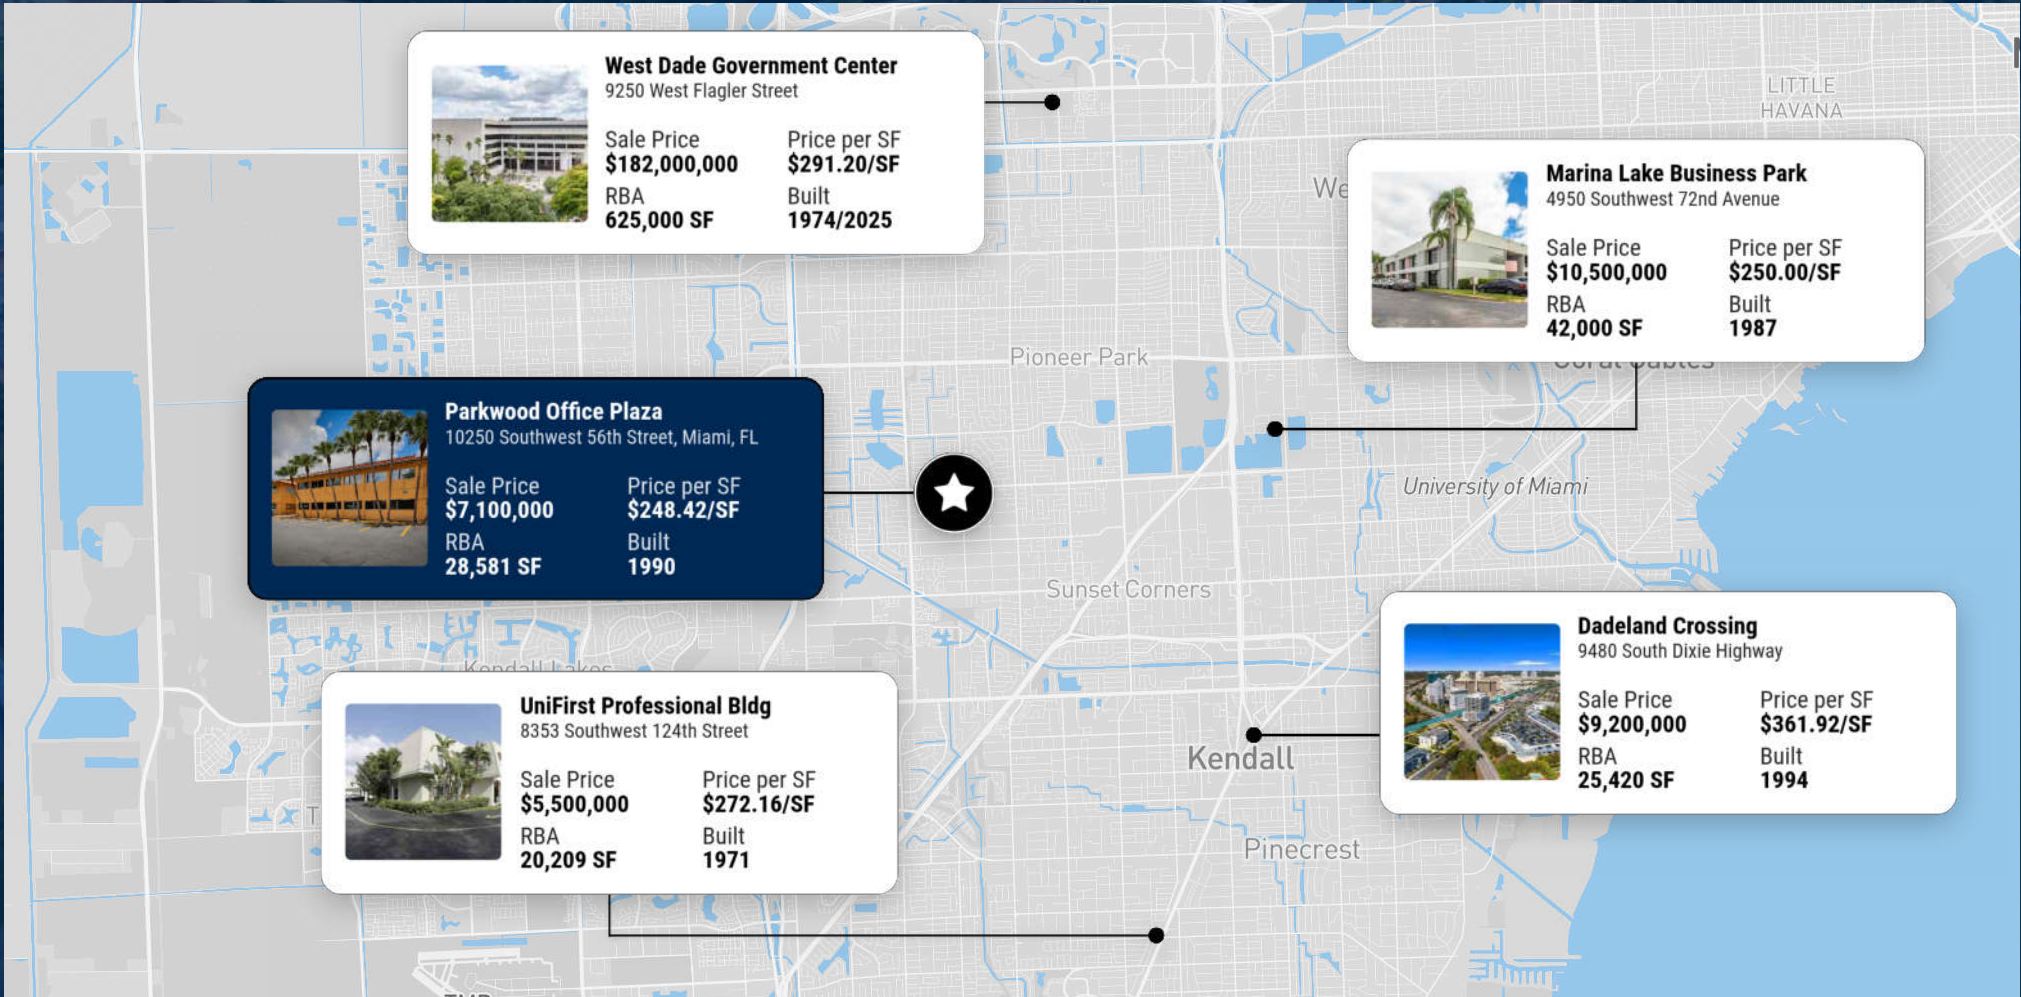 West Dade Government Center
9250 West Flagler Street
Sale Price
$182,000,000
Price per SF
$291.20/SF
RBA
625,000 SF
Built
1974/2025
LITTLE
HAVANA
Marina Lake Business Park
4950 Southwest 72nd Avenue
Sale Price
$10,500,000
Price per SF
$250.00/SF
RBA
42,000 SF
Built
1987
We
Pioneer Park
Coral Gables
Parkwood Office Plaza
10250 Southwest 56th Street, Miami, FL
Sale Price
$7,100,000
Price per SF
$248.42/SF
RBA
28,581 SF
Built
1990
University of Miami
Sunset Corners
Dadeland Crossing
9480 South Dixie Highway
Sale Price
$9,200,000
Price per SF
$361.92/SF
RBA
25,420 SF
Built
1994
Kendall Lakes
UniFirst Professional Bldg
8353 Southwest 124th Street
Sale Price
$5,500,000
Price per SF
$272.16/SF
RBA
20,209 SF
Built
1971
Kendall
Pinecrest